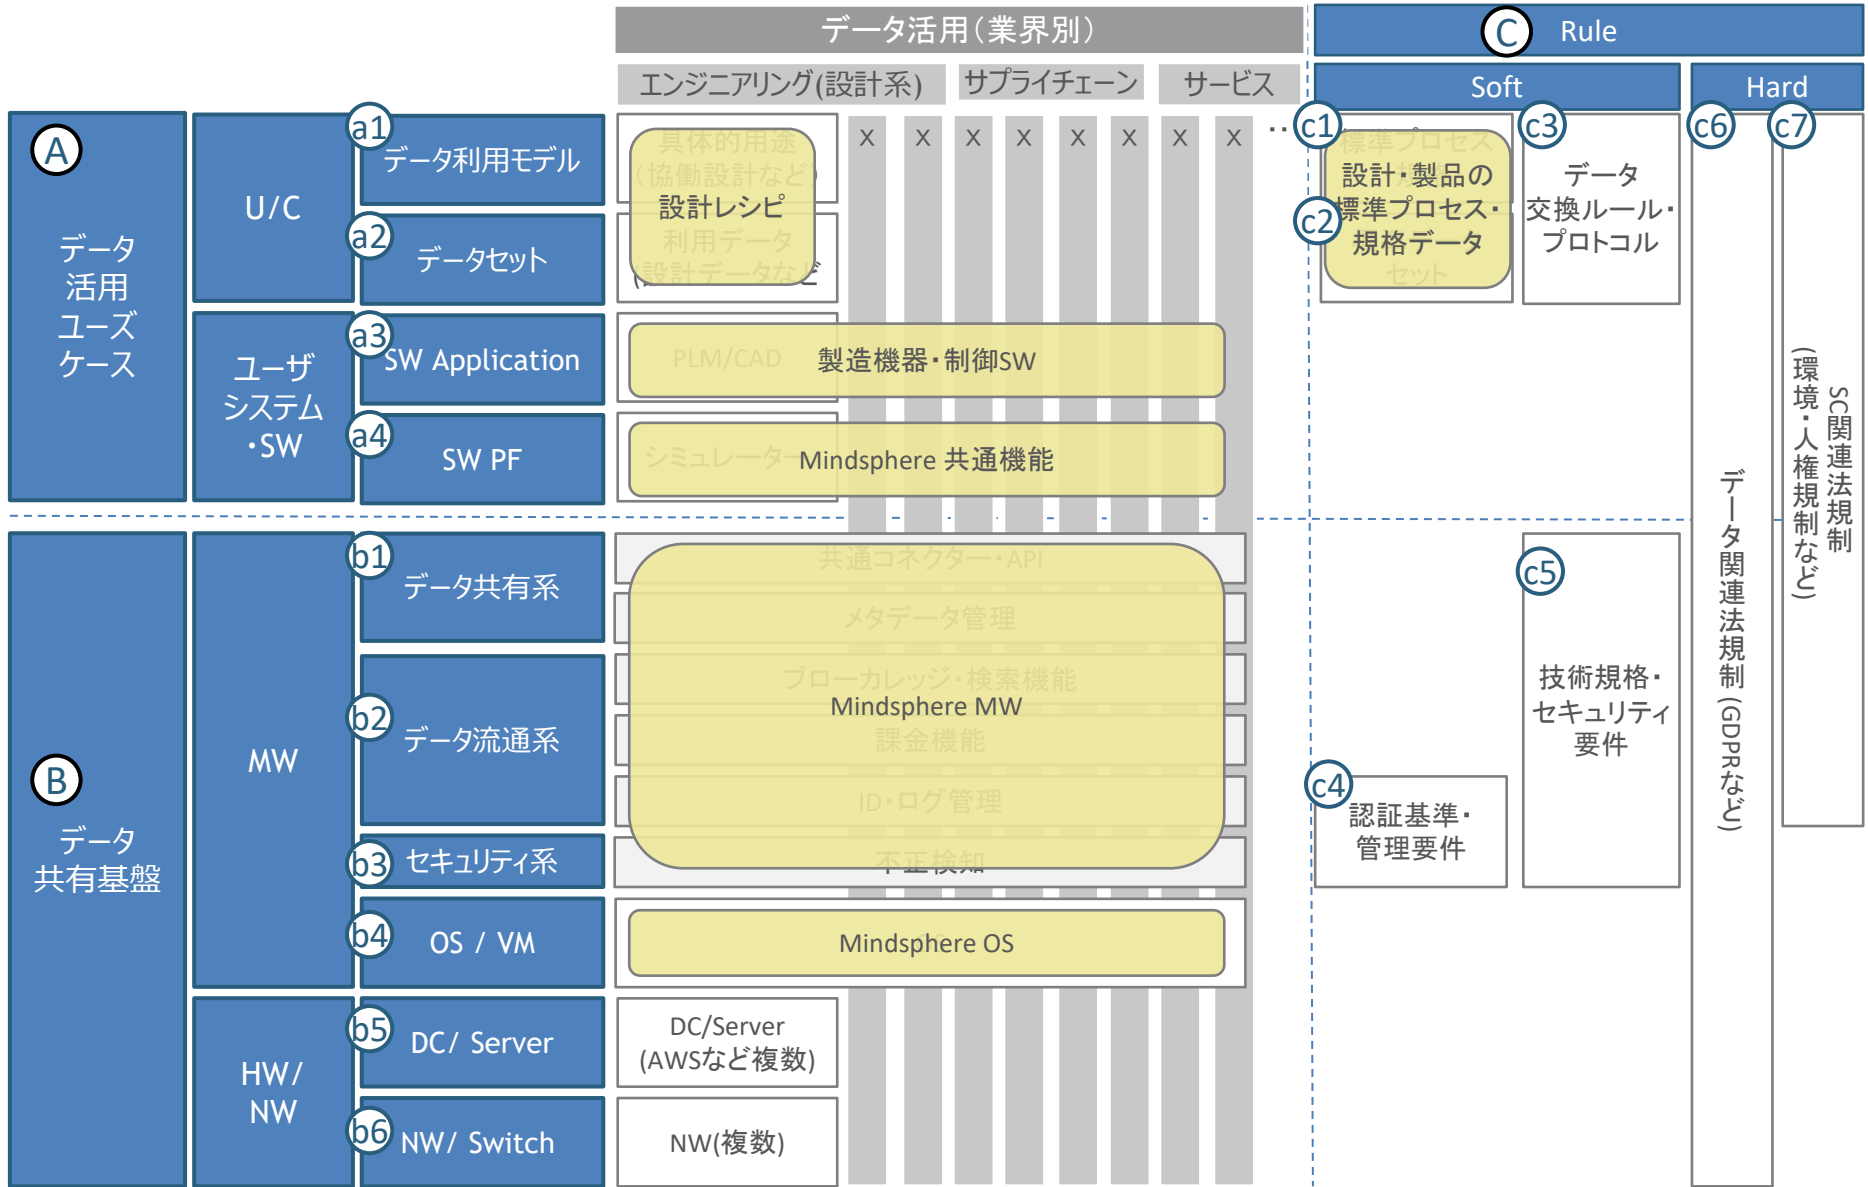 データ活用(業界別)
C Rule
エンジニアリング(設計系)
サプライチェーン
サービス
Soft
Hard
A
データ
活用
ユーズ
ケース
U/C
a1
データ利用モデル
a2
データセット
具体的用途
(協働設計など)
設計レシピ
利用データ
(設計データなど
X X X X X X X X ‥
c1
標準プロセス
設計・製品の
c2
標準プロセス・
規格データ
セット
c3
データ
交換ルール・
プロトコル
c6
データ関連法規制(GDPRなど)
c7
SC関連法規制
(環境・人権規制など)
ユーザ
システム
・SW
a3
SW Application
PLM/CAD
製造機器・制御SW
a4
SW PF
シミュレーター
Mindsphere 共通機能
B
データ
共有基盤
MW
b1
データ共有系
共通コネクター・API
メタデータ管理
b2
データ流通系
ブローカレッジ・検索機能
Mindsphere MW
課金機能
ID・ログ管理
b3
セキュリティ系
不正検知
b4
OS / VM
Mindsphere OS
c5
技術規格・
セキュリティ
要件
c4
認証基準・
管理要件
HW/
NW
b5
DC/ Server
DC/Server
(AWSなど複数)
b6
NW/ Switch
NW(複数)